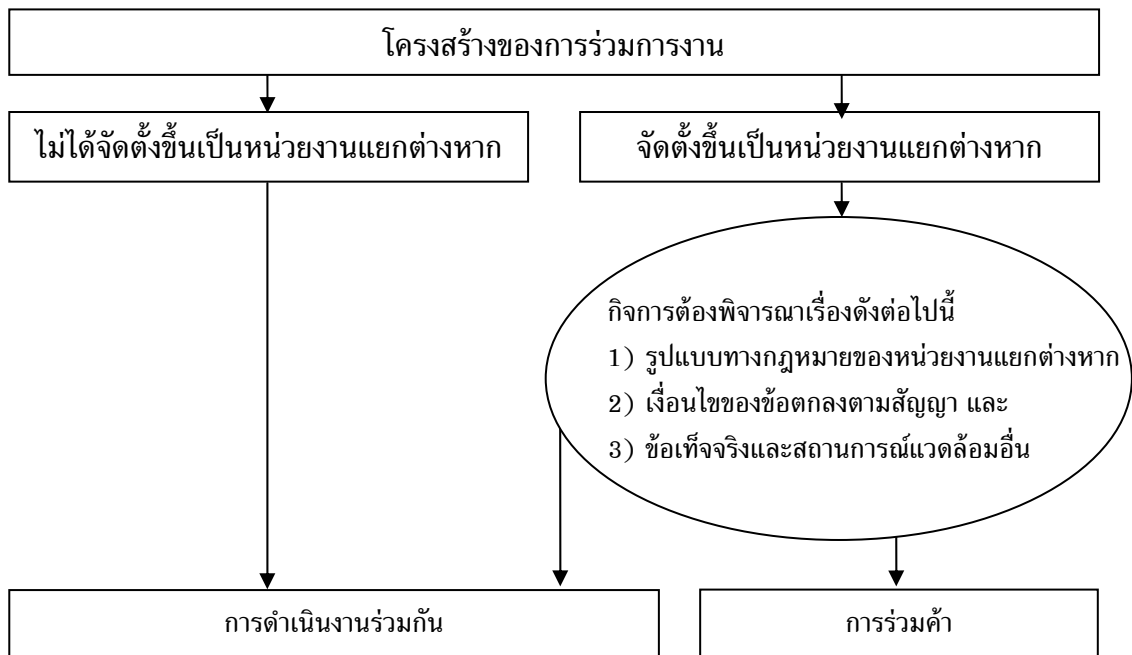 โครงสร้างของการร่วมการงาน
ไม่ได้จัดตั้งขึ้นเป็นหน่วยงานแยกต่างหาก
จัดตั้งขึ้นเป็นหน่วยงานแยกต่างหาก
กิจการต้องพิจารณาเรื่องดังต่อไปนี้
1) รูปแบบทางกฎหมายของหน่วยงานแยกต่างหาก
2) เงื่อนไขของข้อตกลงตามสัญญา และ
3) ข้อเท็จจริงและสถานการณ์แวดล้อมอื่น
การดำเนินงานร่วมกัน
การร่วมค้า